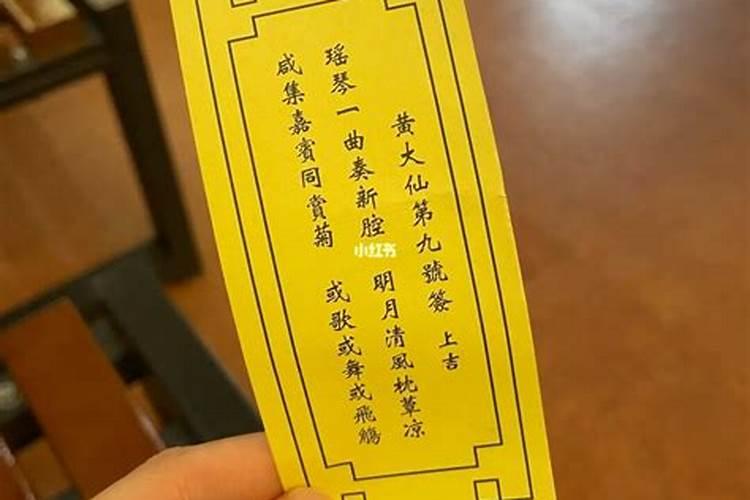 黃大仙第九號簽 上吉
瑤琴一曲奏新腔 明月清風枕簟凉
咸集嘉賓同賞菊 或歌或舞或飛觴
小红书